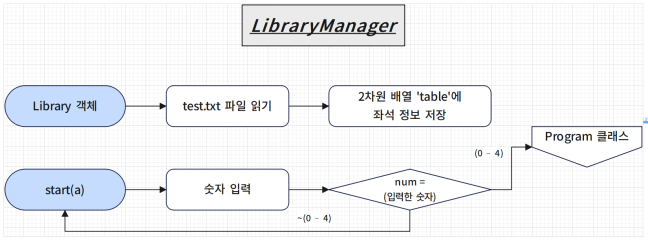 LibraryManager
Library 객체
test.txt 파일 읽기
2차원 배열 'table'에
좌석 정보 저장
Program 클래스
(0 - 4)
start(a)
숫자 입력
num =
(입력한 숫자)
~(0 - 4)